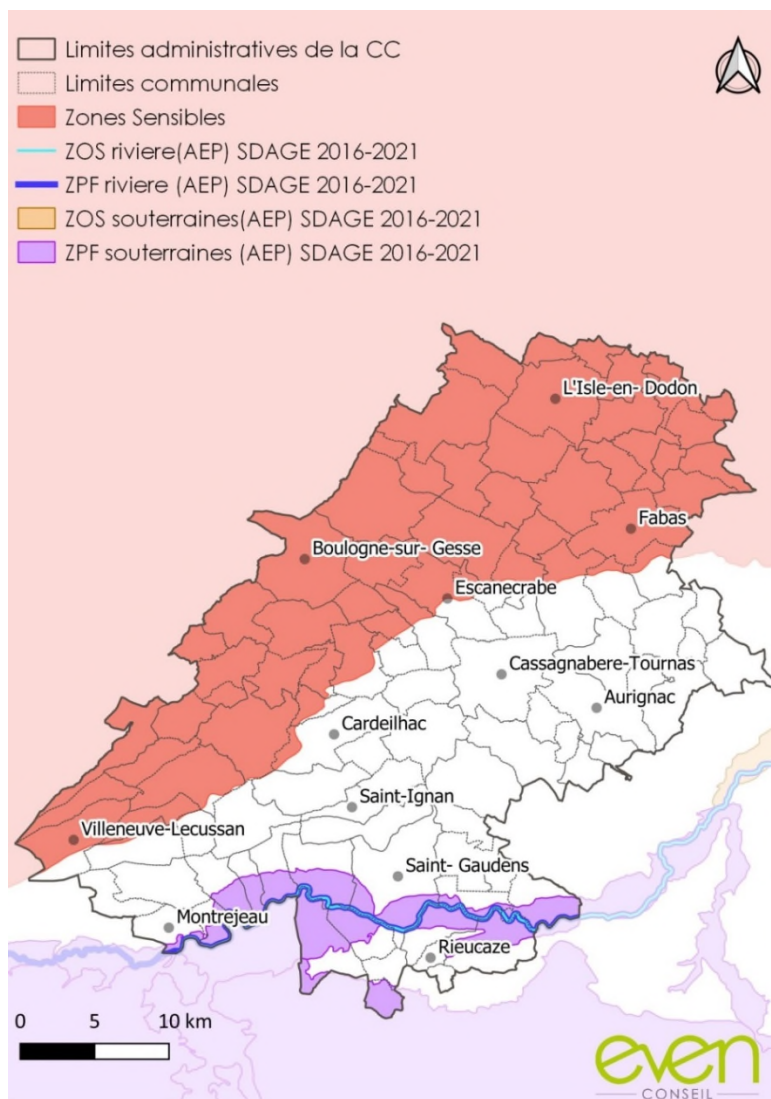 Limites administratives de la CC
Limites communales
Zones Sensibles
ZOS riviere(AEP) SDAGE 2016-2021
ZPF riviere (AEP) SDAGE 2016-2021
ZOS souterraines(AEP) SDAGE 2016-2021
ZPF souterraines (AEP) SDAGE 2016-2021
L'Isle-en- Dodon
Fabas
Boulogne-sur- Gesse
Escanecrabe
Cassagnabere-Tournas
Aurignac
Cardeilhac
Saint-Ignan
Villeneuve-Lecussan
Saint- Gaudens
Montrejeau
Rieucaze
0 5 10 km
even
CONSEIL